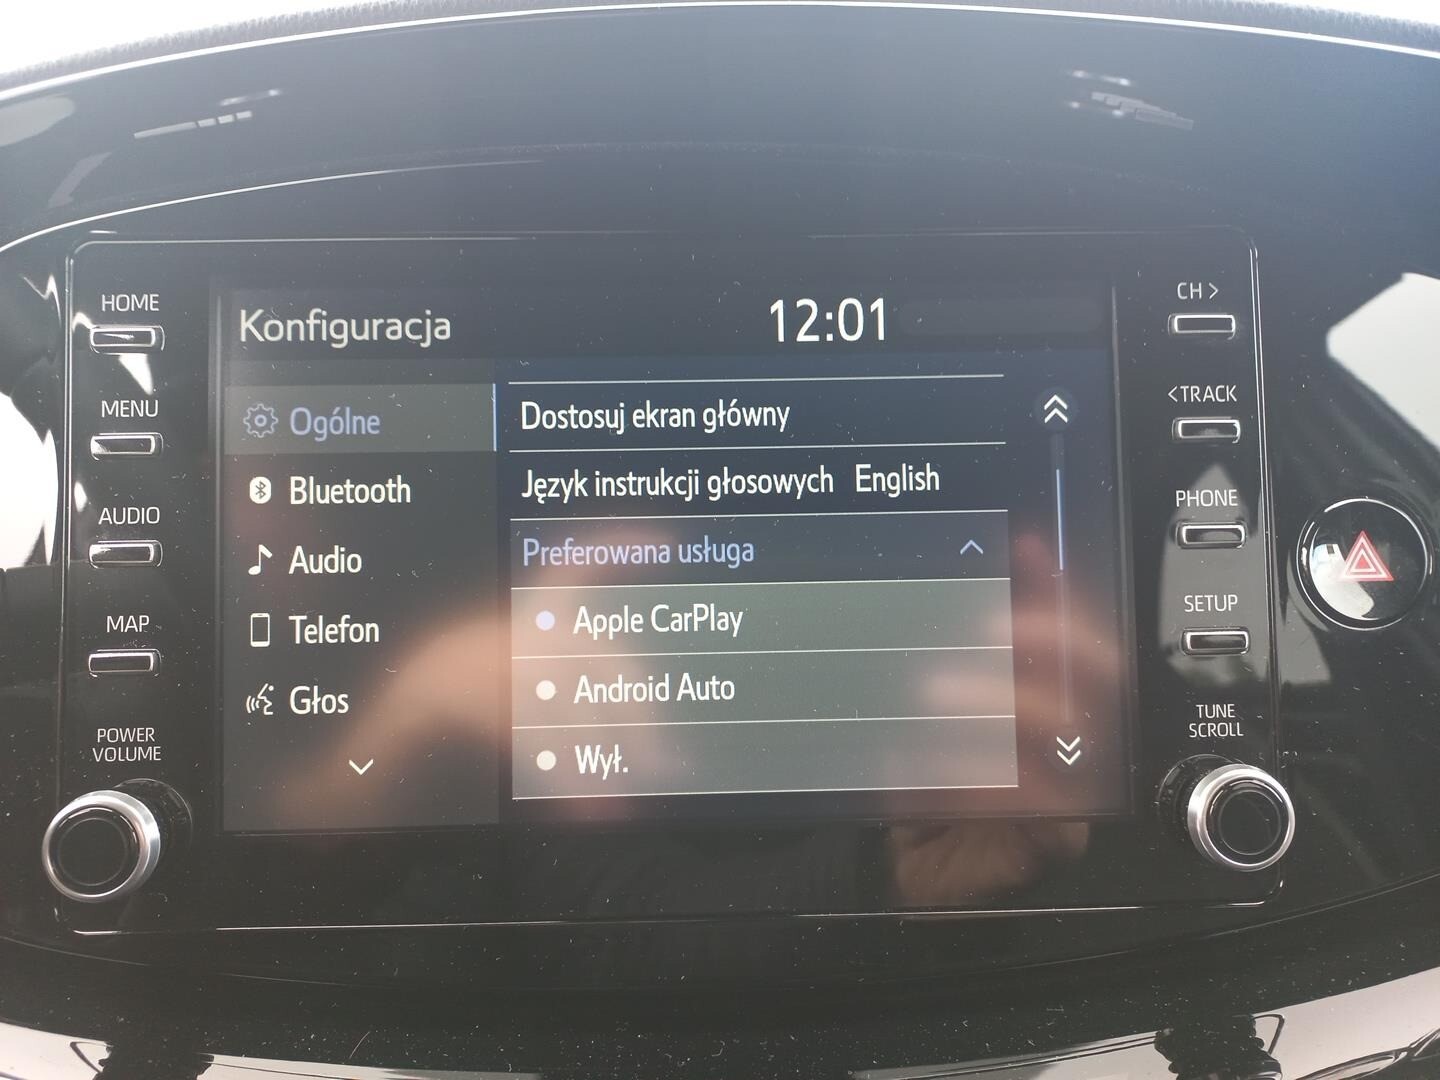 HOME
MENU
AUDIO
MAP
POWER
VOLUME
Konfiguracja
12:01
Ogólne
Bluetooth
Audio
Telefon
Głos
Dostosuj ekran główny
Język instrukcji głosowych English
Preferowana usługa
Apple CarPlay
Android Auto
Wył.
CH >
<TRACK
PHONE
SETUP
TUNE
SCROLL